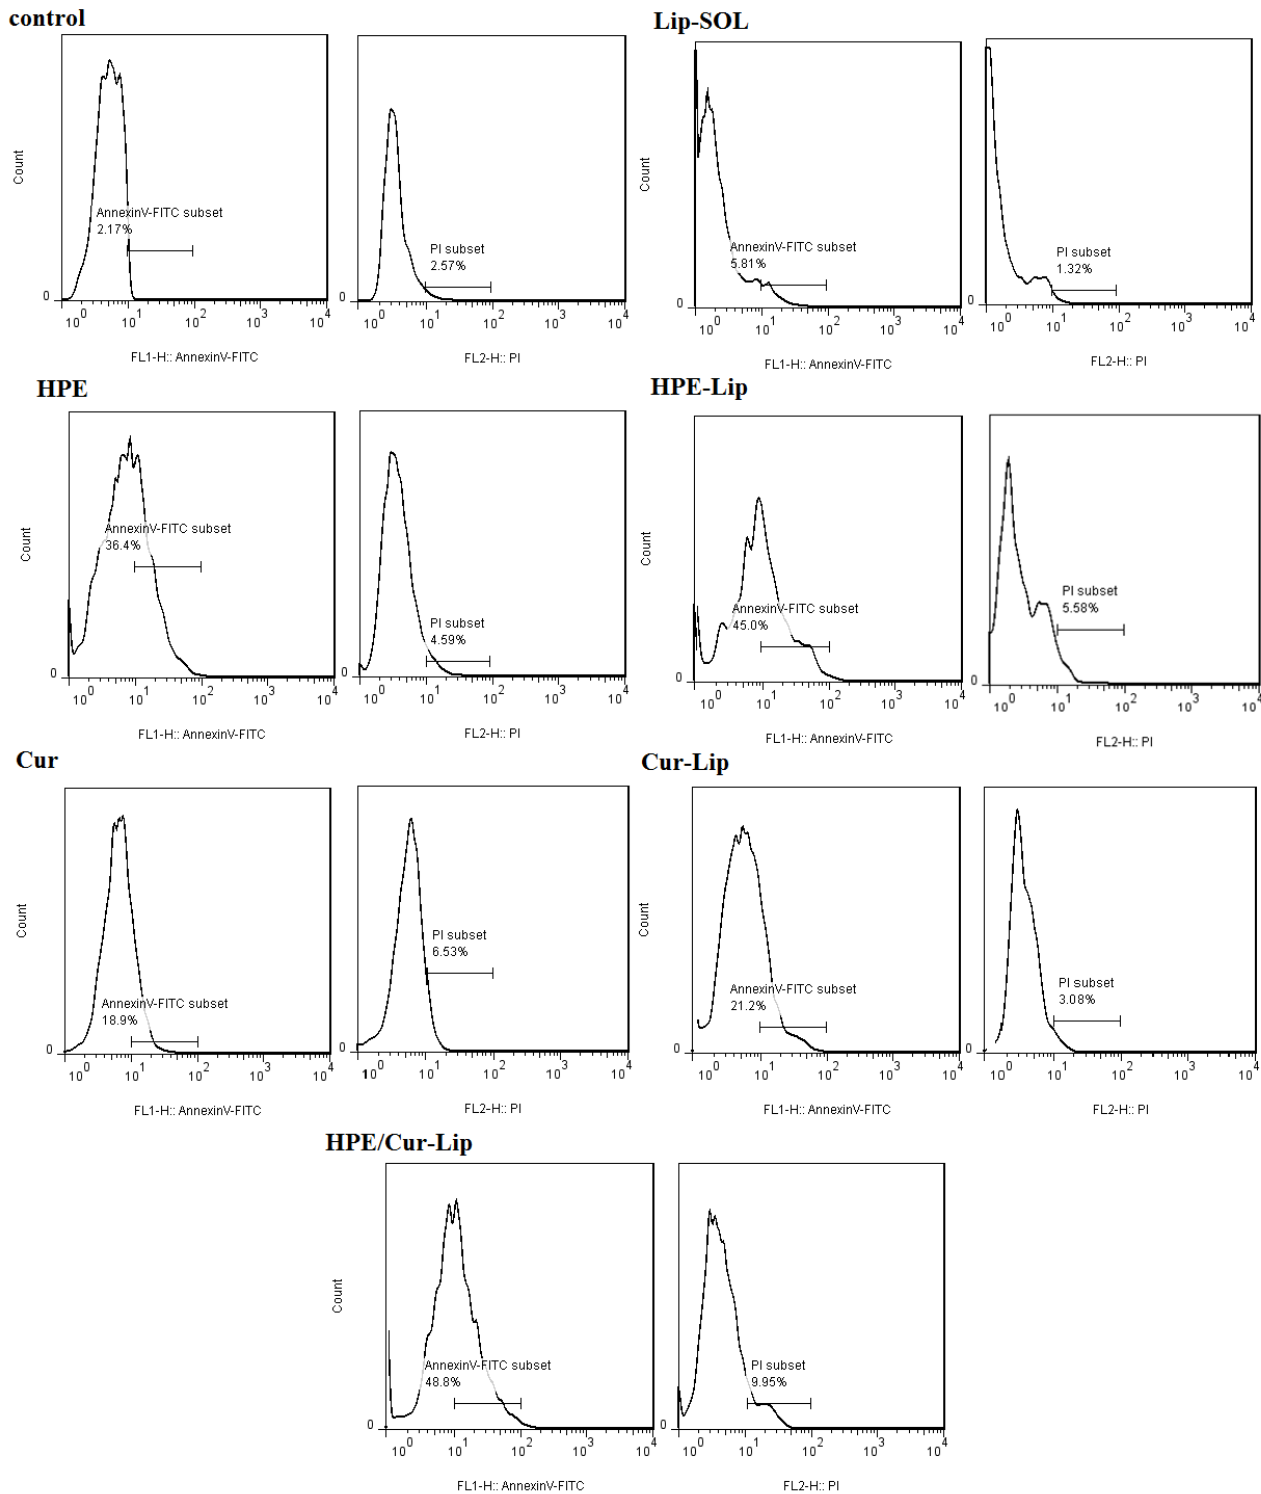 control
Count
AnnexinV-FITC subset
2.17%
0
10^0 10^1 10^2 10^3 10^4
FL1-H:: AnnexinV-FITC
PI subset
2.57%
0
10^0 10^1 10^2 10^3 10^4
FL2-H:: PI
Lip-SOL
Count
AnnexinV-FITC subset
5.81%
0
10^0 10^1 10^2 10^3 10^4
FL1-H:: AnnexinV-FITC
PI subset
1.32%
0
10^0 10^1 10^2 10^3 10^4
FL2-H:: PI
HPE
Count
AnnexinV-FITC subset
36.4%
0
10^0 10^1 10^2 10^3 10^4
FL1-H:: AnnexinV-FITC
PI subset
4.59%
0
10^0 10^1 10^2 10^3 10^4
FL2-H:: PI
HPE-Lip
Count
AnnexinV-FITC subset
45.0%
0
10^0 10^1 10^2 10^3 10^4
FL1-H:: AnnexinV-FITC
PI subset
5.58%
0
10^0 10^1 10^2 10^3 10^4
FL2-H:: PI
Cur
Count
AnnexinV-FITC subset
18.9%
0
10^0 10^1 10^2 10^3 10^4
FL1-H:: AnnexinV-FITC
PI subset
6.53%
0
10^0 10^1 10^2 10^3 10^4
FL2-H:: PI
Cur-Lip
Count
AnnexinV-FITC subset
21.2%
0
10^0 10^1 10^2 10^3 10^4
FL1-H:: AnnexinV-FITC
PI subset
3.08%
0
10^0 10^1 10^2 10^3 10^4
FL2-H:: PI
HPE/Cur-Lip
Count
AnnexinV-FITC subset
48.8%
0
10^0 10^1 10^2 10^3 10^4
FL1-H:: AnnexinV-FITC
PI subset
9.95%
0
10^0 10^1 10^2 10^3 10^4
FL2-H:: PI